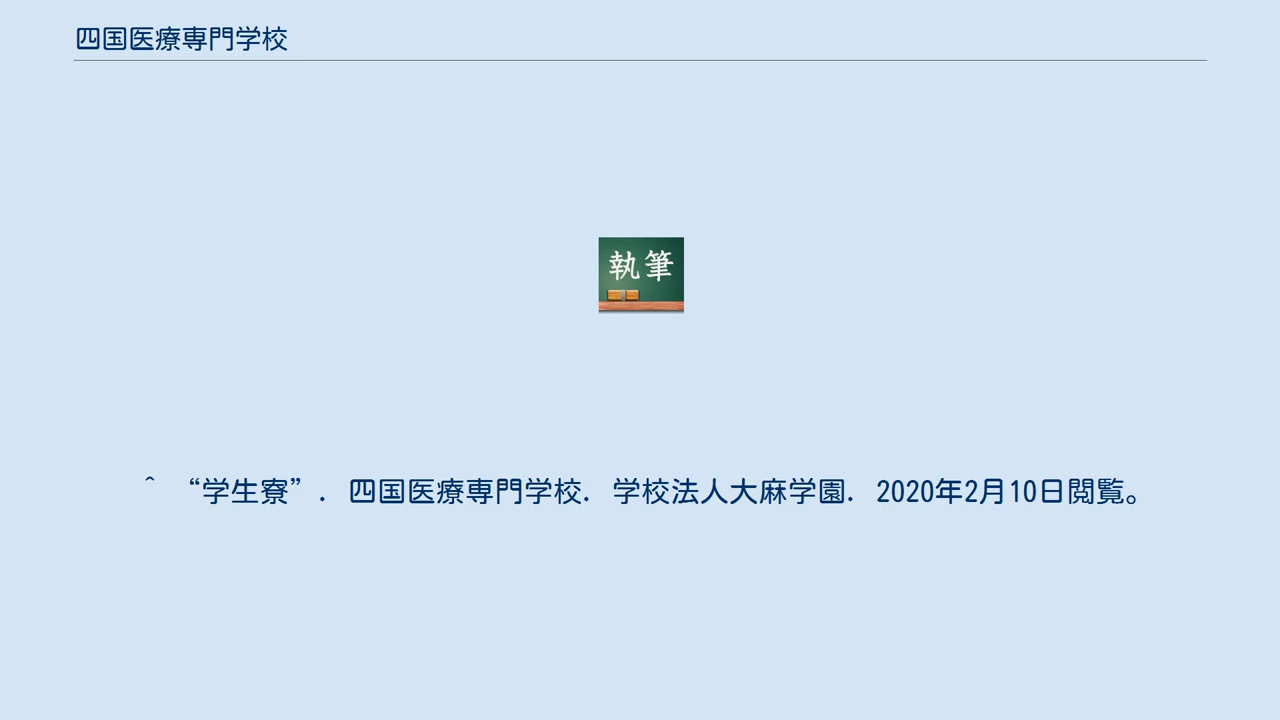 四国医療専門学校
執筆
^ “学生寮”. 四国医療専門学校. 学校法人大麻学園. 2020年2月10日閲覧。